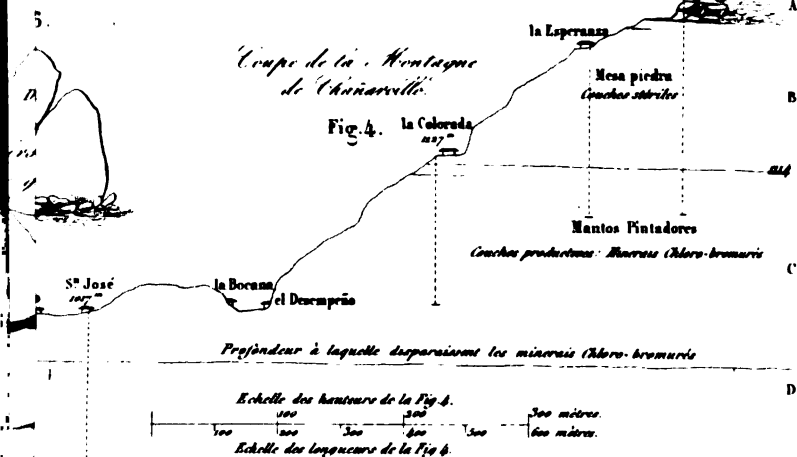 A
la Esperanza
Coupe de la Montagne
de Chañarcillo.
Mesa piedra
Couches stériles
B
Fig. 4.
la Colorada
1127 m
Mantos Pintadores
Couches productives: Minerais Chloro-bromurés
C
Sn José
1057 m
la Bocana
el Desempeño
Profondeur à laquelle disparaissent les minerais Chloro-bromurés
D
Echelle des hauteurs de la Fig. 4.
100 200 300 mètres.
100 200 300 400 500 600 mètres.
Echelle des longueurs de la Fig 4.